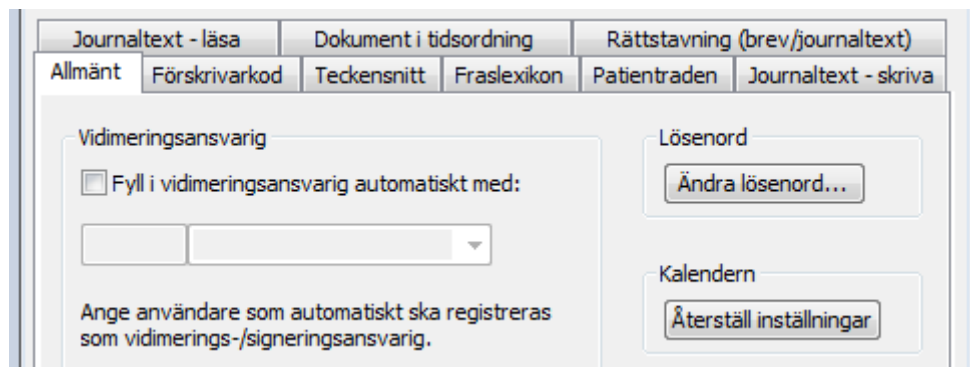 Journaltext - läsa Dokument i tidsordning Rättstavning (brev/journaltext)
Allmänt Förskrivarkod Teckensnitt Fraslexikon Patientraden Journaltext - skriva
Vidimeringsansvarig
Fyll i vidimeringsansvarig automatiskt med:
Ange användare som automatiskt ska registreras
som vidimerings-/signeringsansvarig.
Lösenord
Ändra lösenord...
Kalendern
Återställ inställningar